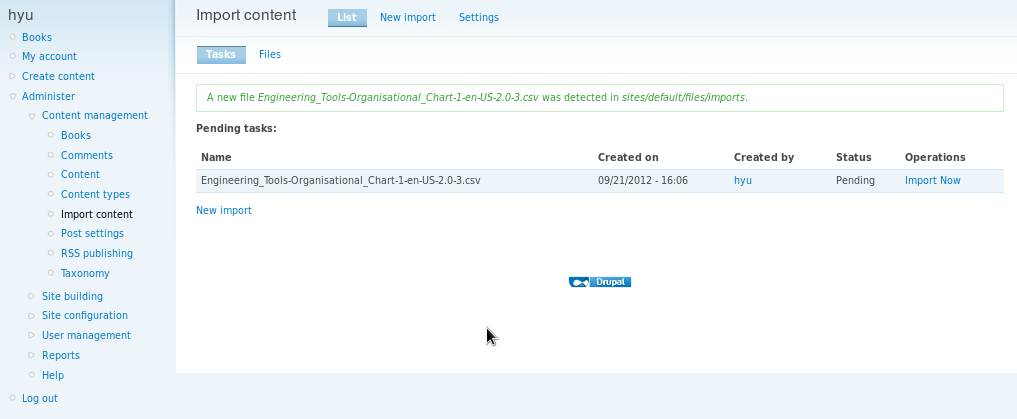 hyu
Books
My account
Create content
Administer
Content management
Books
Comments
Content
Content types
Import content
Post settings
RSS publishing
Taxonomy
Site building
Site configuration
User management
Reports
Help
Log out
Import content List New import Settings
Tasks Files
A new file Engineering_Tools-Organisational_Chart-1-en-US-2.0-3.csv was detected in sites/default/files/imports.
Pending tasks:
Name Created on Created by Status Operations
Engineering_Tools-Organisational_Chart-1-en-US-2.0-3.csv 09/21/2012 - 16:06 hyu Pending Import Now
New import
Drupal